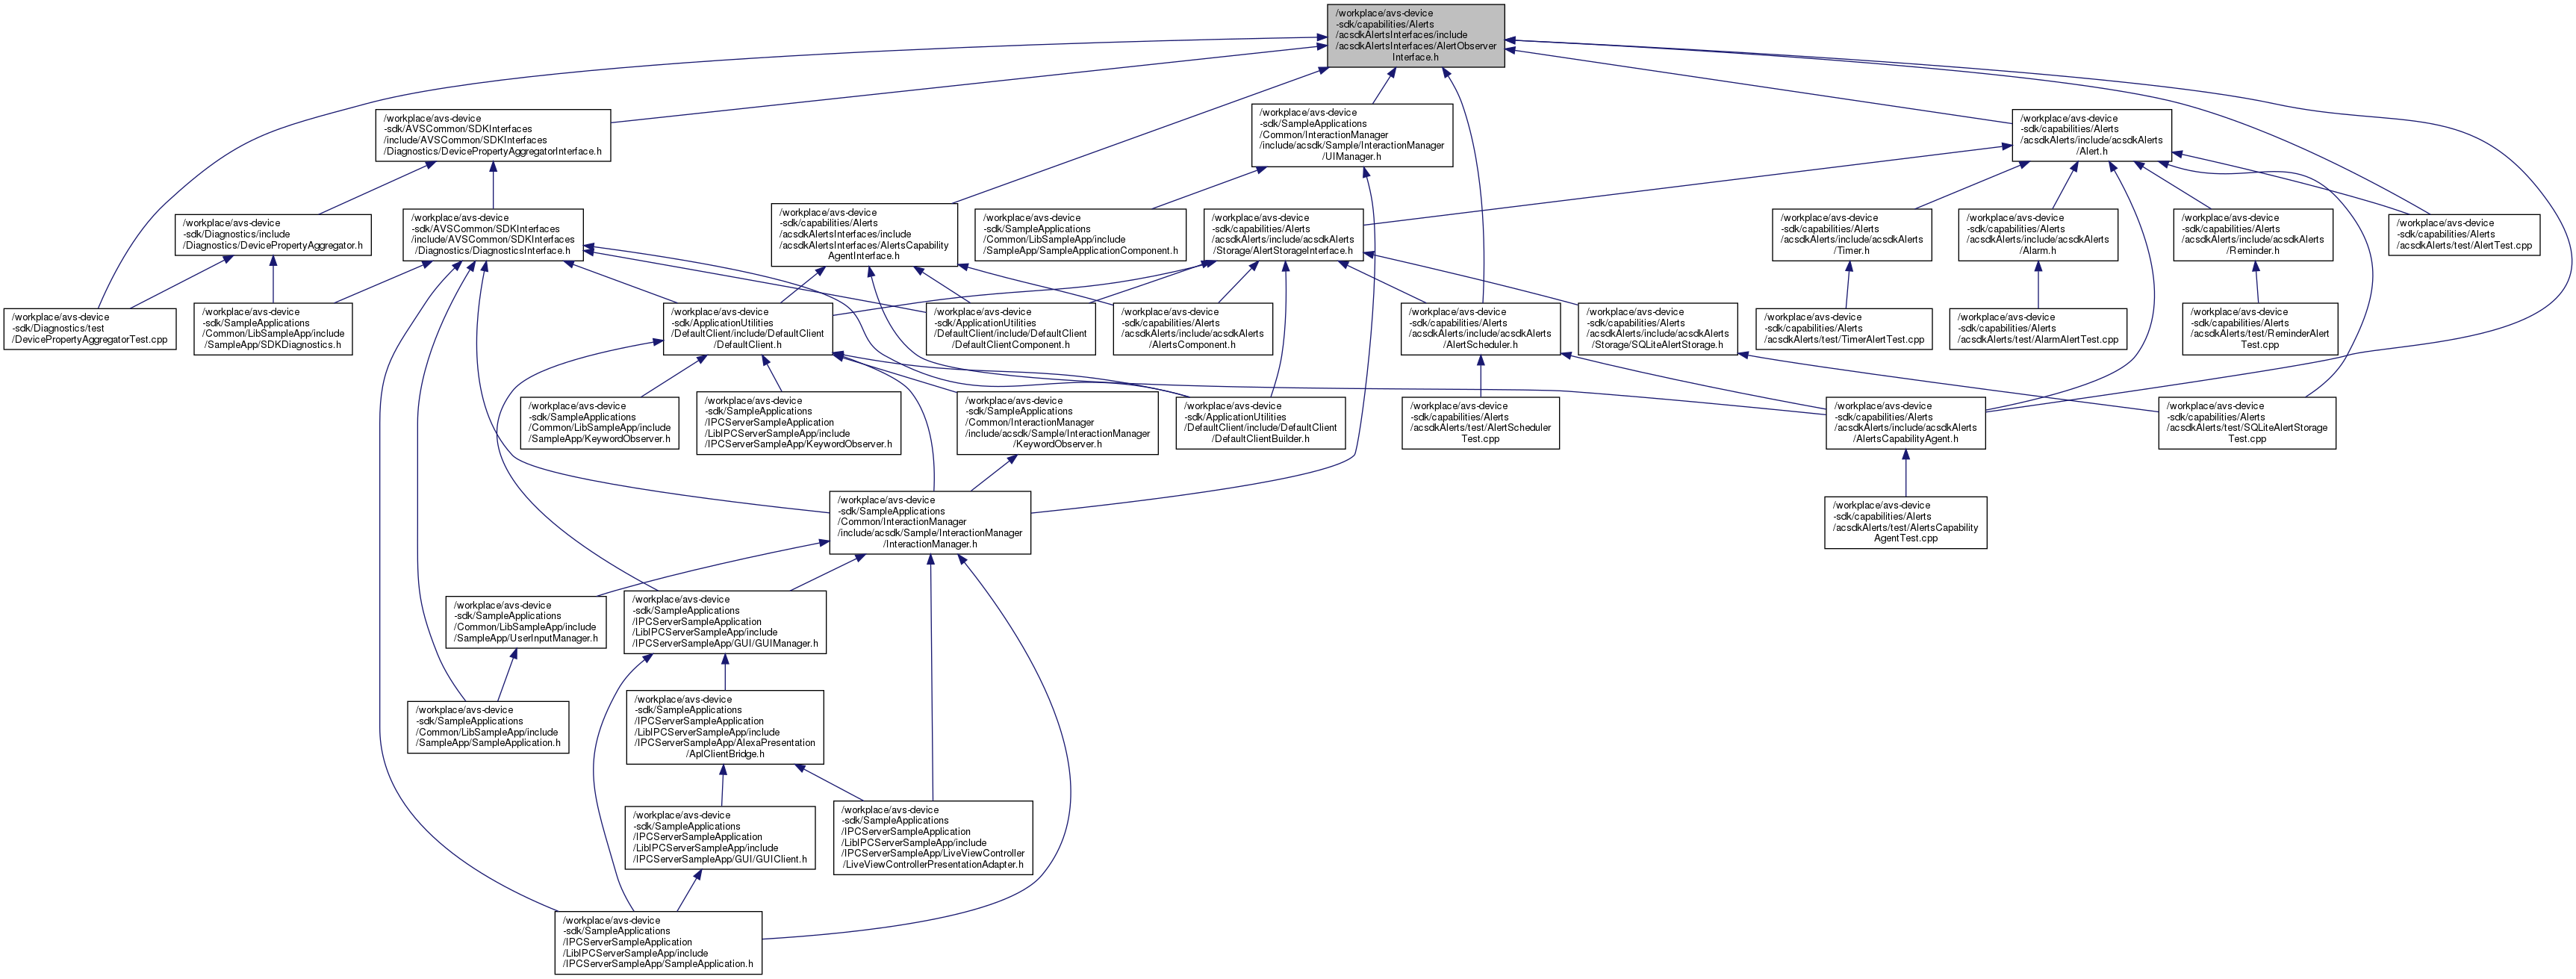 /workplace/avs-device
-sdk/capabilities/Alerts
/acsdkAlertsInterfaces/include
/acsdkAlertsInterfaces/AlertObserver
Interface.h
/workplace/avs-device
-sdk/AVSCommon/SDKInterfaces
/include/AVSCommon/SDKInterfaces
/Diagnostics/DevicePropertyAggregatorInterface.h
/workplace/avs-device
-sdk/SampleApplications
/Common/InteractionManager
/include/acsdk/Sample/InteractionManager
/UIManager.h
/workplace/avs-device
-sdk/capabilities/Alerts
/acsdkAlerts/include/acsdkAlerts
/Alert.h
/workplace/avs-device
-sdk/Diagnostics/include
/Diagnostics/DevicePropertyAggregator.h
/workplace/avs-device
-sdk/AVSCommon/SDKInterfaces
/include/AVSCommon/SDKInterfaces
/Diagnostics/DiagnosticsInterface.h
/workplace/avs-device
-sdk/capabilities/Alerts
/acsdkAlertsInterfaces/include
/acsdkAlertsInterfaces/AlertsCapability
AgentInterface.h
/workplace/avs-device
-sdk/SampleApplications
/Common/LibSampleApp/include
/SampleApp/SampleApplicationComponent.h
/workplace/avs-device
-sdk/capabilities/Alerts
/acsdkAlerts/include/acsdkAlerts
/Storage/AlertStorageInterface.h
/workplace/avs-device
-sdk/capabilities/Alerts
/acsdkAlerts/include/acsdkAlerts
/Timer.h
/workplace/avs-device
-sdk/capabilities/Alerts
/acsdkAlerts/include/acsdkAlerts
/Alarm.h
/workplace/avs-device
-sdk/capabilities/Alerts
/acsdkAlerts/include/acsdkAlerts
/Reminder.h
/workplace/avs-device
-sdk/capabilities/Alerts
/acsdkAlerts/test/AlertTest.cpp
/workplace/avs-device
-sdk/Diagnostics/test
/DevicePropertyAggregatorTest.cpp
/workplace/avs-device
-sdk/SampleApplications
/Common/LibSampleApp/include
/SampleApp/SDKDiagnostics.h
/workplace/avs-device
-sdk/ApplicationUtilities
/DefaultClient/include/DefaultClient
/DefaultClient.h
/workplace/avs-device
-sdk/ApplicationUtilities
/DefaultClient/include/DefaultClient
/DefaultClientComponent.h
/workplace/avs-device
-sdk/capabilities/Alerts
/acsdkAlerts/include/acsdkAlerts
/AlertsComponent.h
/workplace/avs-device
-sdk/capabilities/Alerts
/acsdkAlerts/include/acsdkAlerts
/AlertScheduler.h
/workplace/avs-device
-sdk/capabilities/Alerts
/acsdkAlerts/include/acsdkAlerts
/Storage/SQLiteAlertStorage.h
/workplace/avs-device
-sdk/capabilities/Alerts
/acsdkAlerts/test/TimerAlertTest.cpp
/workplace/avs-device
-sdk/capabilities/Alerts
/acsdkAlerts/test/AlarmAlertTest.cpp
/workplace/avs-device
-sdk/capabilities/Alerts
/acsdkAlerts/test/ReminderAlert
Test.cpp
/workplace/avs-device
-sdk/SampleApplications
/Common/LibSampleApp/include
/SampleApp/KeywordObserver.h
/workplace/avs-device
-sdk/SampleApplications
/IPCServerSampleApplication
/LibIPCServerSampleApp/include
/IPCServerSampleApp/KeywordObserver.h
/workplace/avs-device
-sdk/SampleApplications
/Common/InteractionManager
/include/acsdk/Sample/InteractionManager
/KeywordObserver.h
/workplace/avs-device
-sdk/ApplicationUtilities
/DefaultClient/include/DefaultClient
/DefaultClientBuilder.h
/workplace/avs-device
-sdk/capabilities/Alerts
/acsdkAlerts/test/AlertScheduler
Test.cpp
/workplace/avs-device
-sdk/capabilities/Alerts
/acsdkAlerts/include/acsdkAlerts
/AlertsCapabilityAgent.h
/workplace/avs-device
-sdk/capabilities/Alerts
/acsdkAlerts/test/SQLiteAlertStorage
Test.cpp
/workplace/avs-device
-sdk/SampleApplications
/Common/InteractionManager
/include/acsdk/Sample/InteractionManager
/InteractionManager.h
/workplace/avs-device
-sdk/capabilities/Alerts
/acsdkAlerts/test/AlertsCapability
AgentTest.cpp
/workplace/avs-device
-sdk/SampleApplications
/Common/LibSampleApp/include
/SampleApp/UserInputManager.h
/workplace/avs-device
-sdk/SampleApplications
/IPCServerSampleApplication
/LibIPCServerSampleApp/include
/IPCServerSampleApp/GUI/GUIManager.h
/workplace/avs-device
-sdk/SampleApplications
/Common/LibSampleApp/include
/SampleApp/SampleApplication.h
/workplace/avs-device
-sdk/SampleApplications
/IPCServerSampleApplication
/LibIPCServerSampleApp/include
/IPCServerSampleApp/AlexaPresentation
/AplClientBridge.h
/workplace/avs-device
-sdk/SampleApplications
/IPCServerSampleApplication
/LibIPCServerSampleApp/include
/IPCServerSampleApp/GUI/GUIClient.h
/workplace/avs-device
-sdk/SampleApplications
/IPCServerSampleApplication
/LibIPCServerSampleApp/include
/IPCServerSampleApp/LiveViewController
/LiveViewControllerPresentationAdapter.h
/workplace/avs-device
-sdk/SampleApplications
/IPCServerSampleApplication
/LibIPCServerSampleApp/include
/IPCServerSampleApp/SampleApplication.h